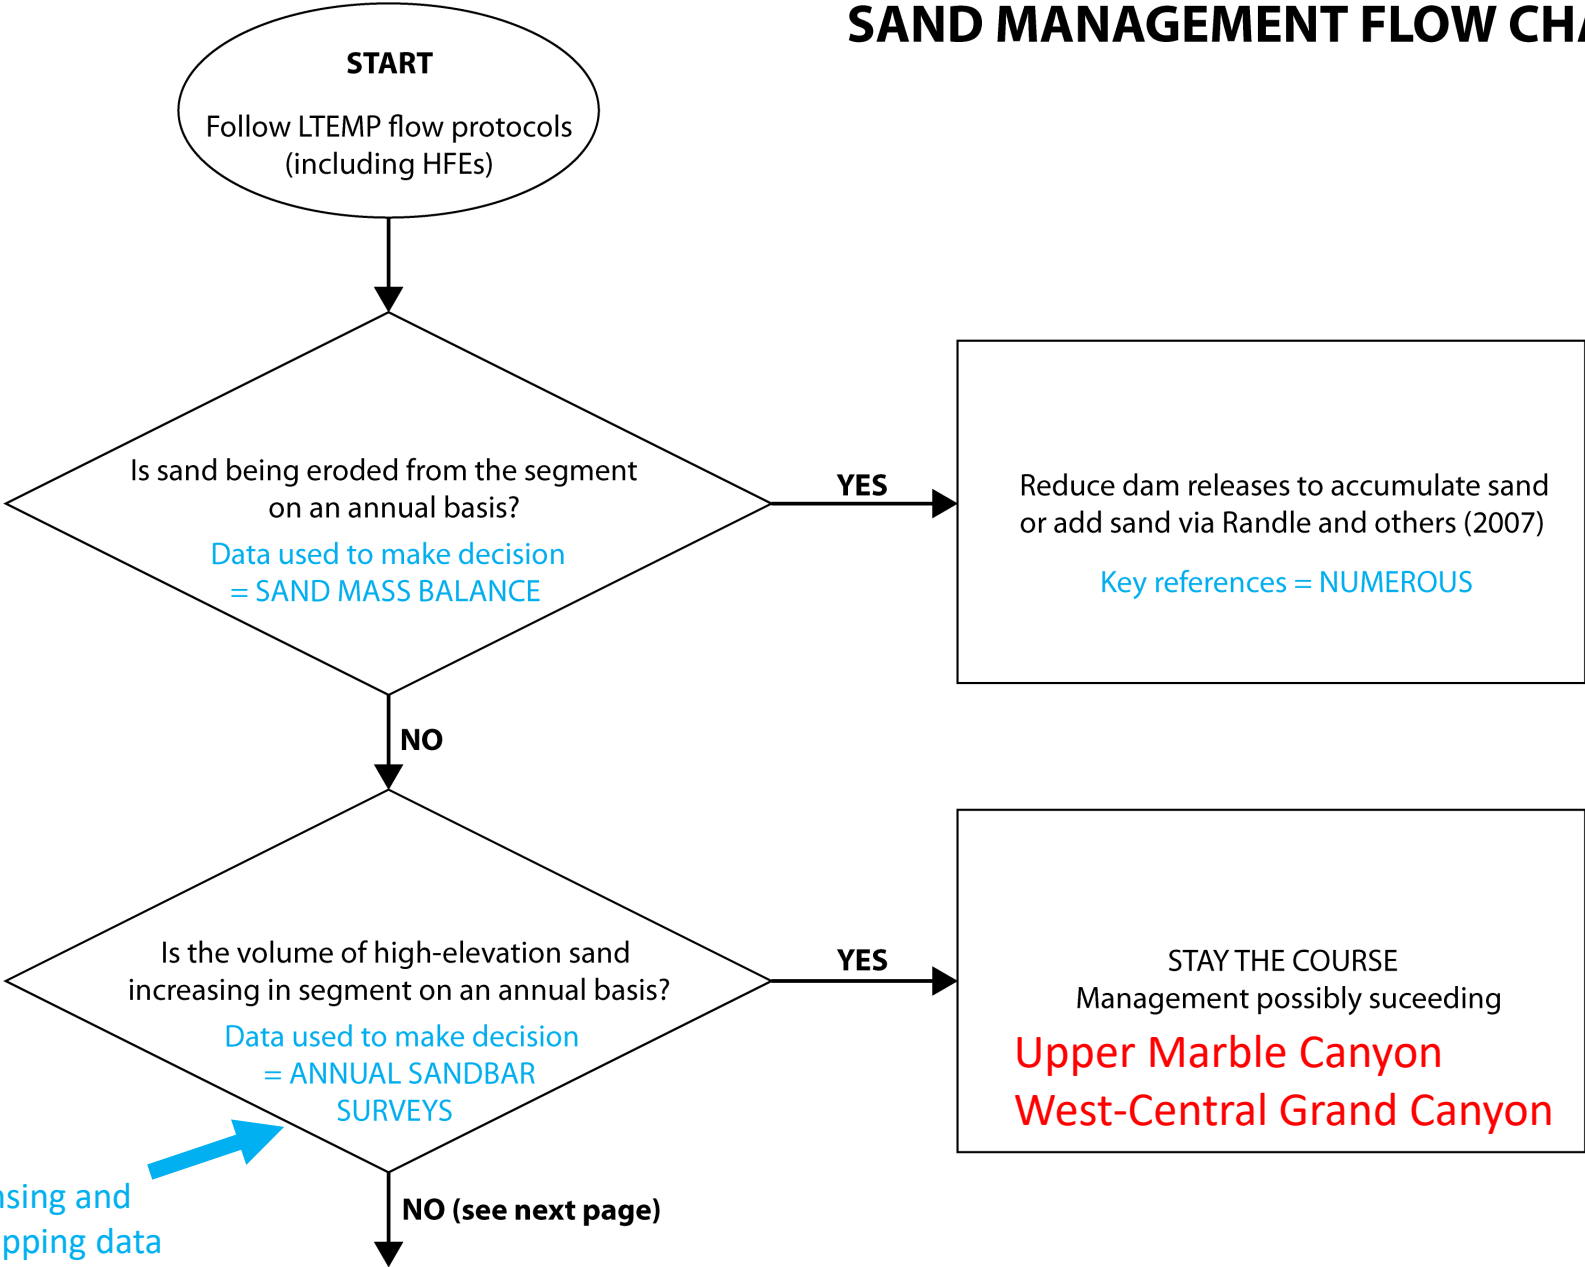 SAND MANAGEMENT FLOW
START
Follow LTEMP flow protocols
(including HFEs)
Is sand being eroded from the segment
on an annual basis?
Data used to make decision
= SAND MASS BALANCE
YES
Reduce dam releases to accumulate sand
or add sand via Randle and others (2007)
Key references = NUMEROUS
NO
Is the volume of high-elevation sand
increasing in segment on an annual basis?
Data used to make decision
= ANNUAL SANDBAR
SURVEYS
YES
STAY THE COURSE
Management possibly suceeding
Upper Marble Canyon
West-Central Grand Canyon
and
data
NO (see next page)